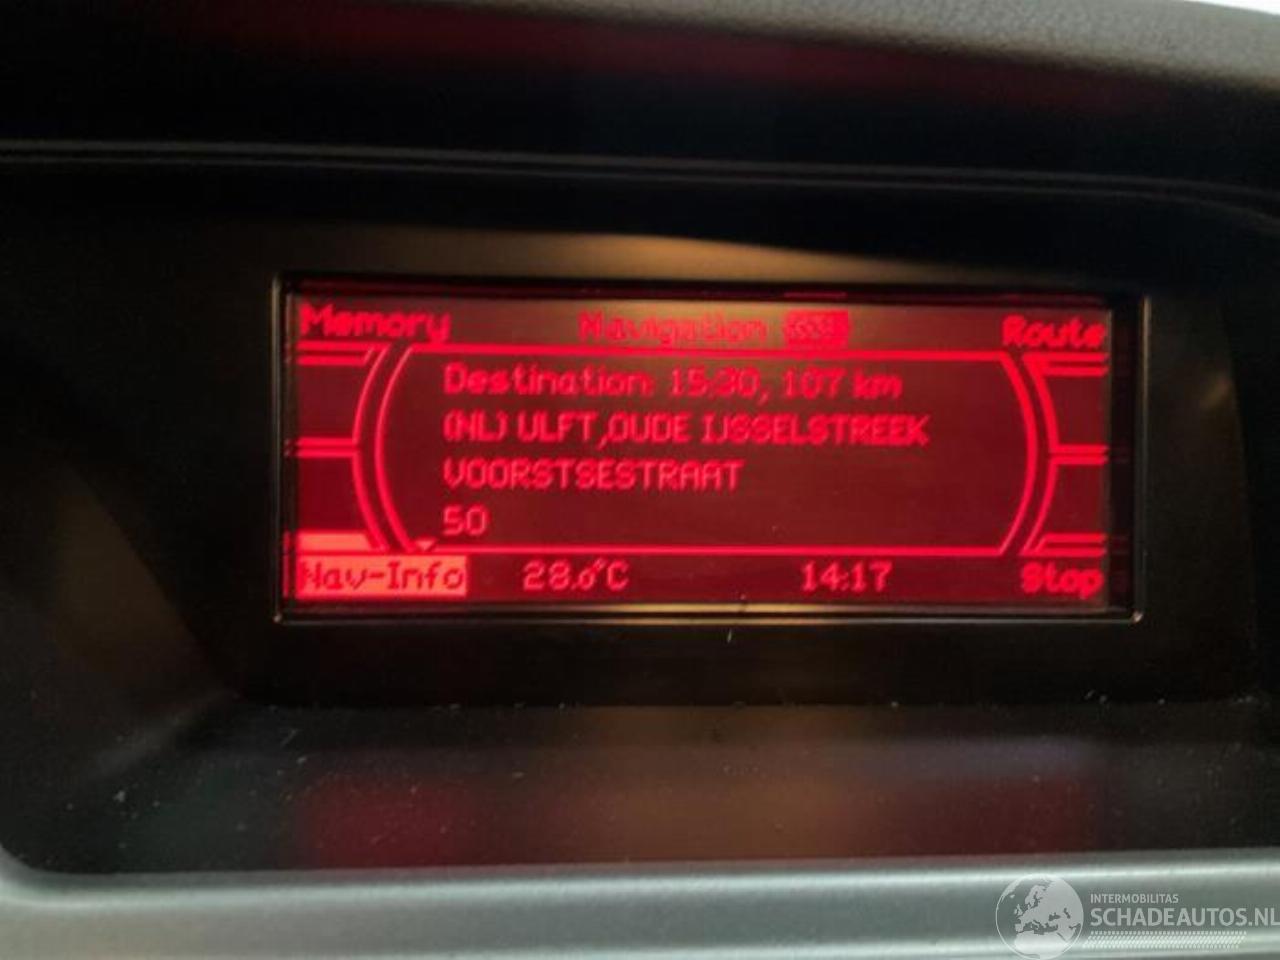 Memory Navigation Route
Destination: 15:30, 107 km
(NL) ULFT,OUDE IJSSELSTREEK
VOORSTSESTRAAT
50
Nav-Info 28.0°C 14:17 Stop
INTERMOBILITAS
SCHADEAUTOS.NL